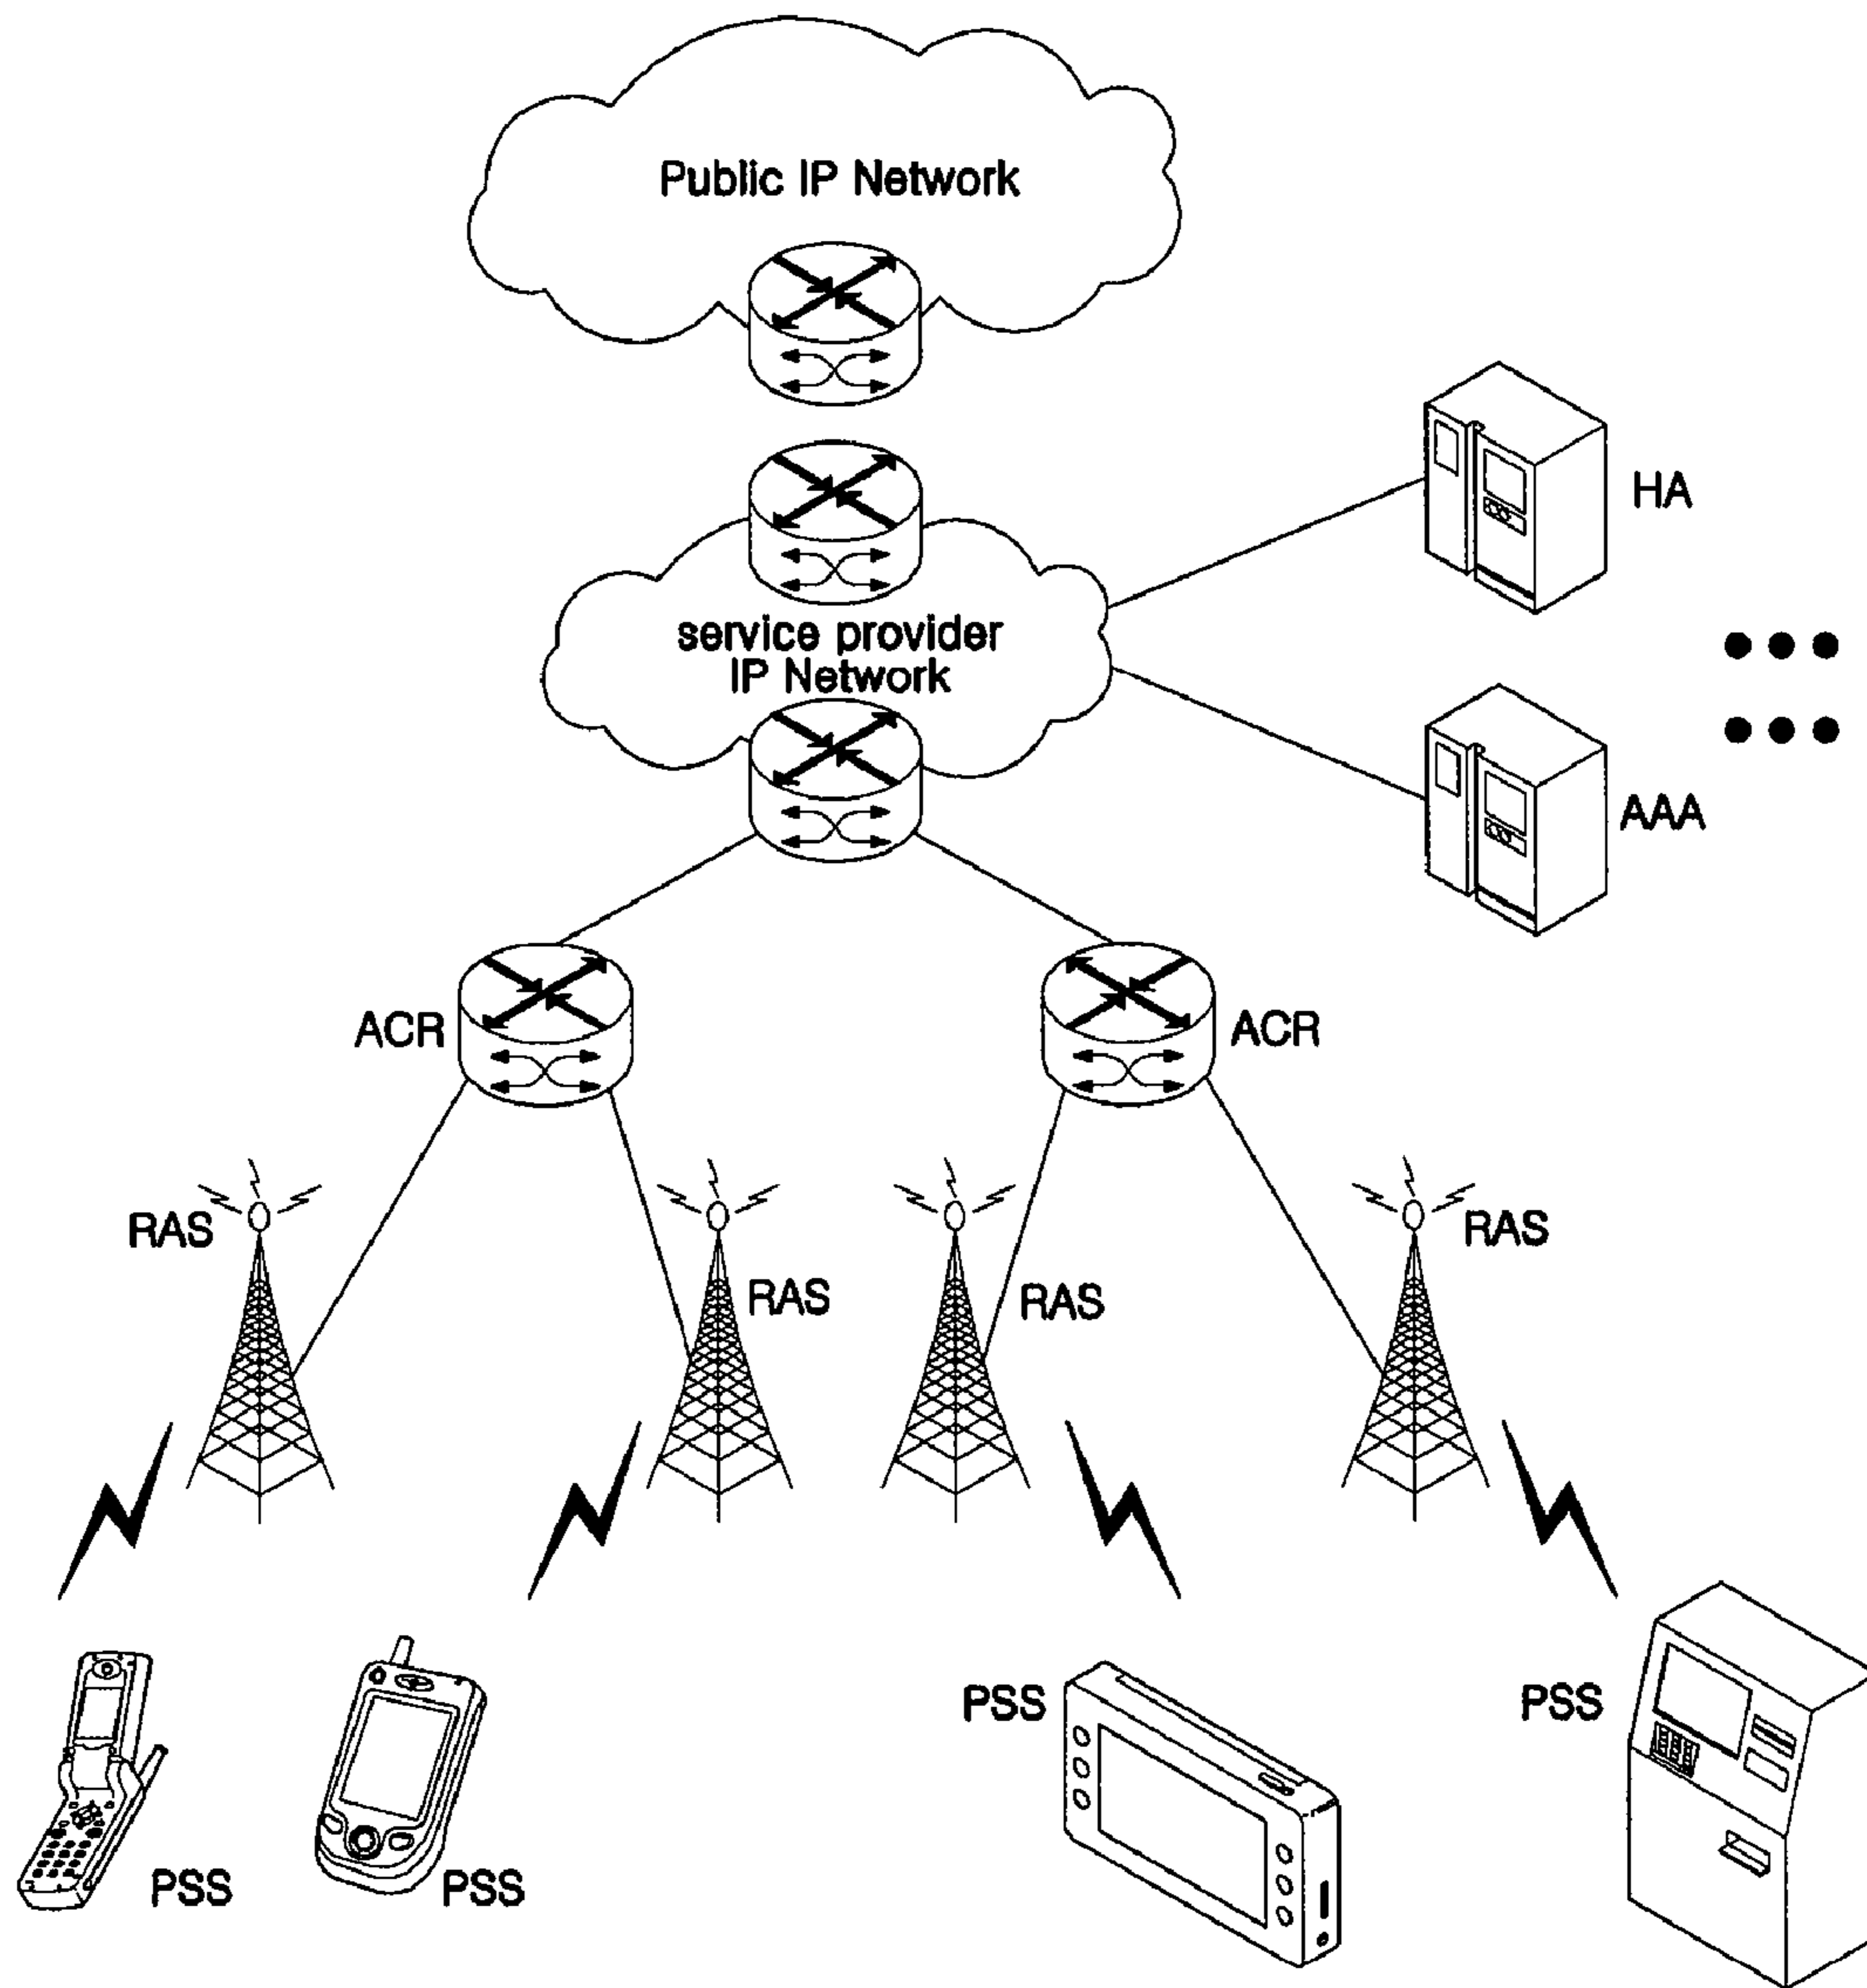 Public IP Network
HA
service provider
IP Network
AAA
ACR
ACR
RAS
RAS
RAS
RAS
PSS
PSS
PSS
PSS